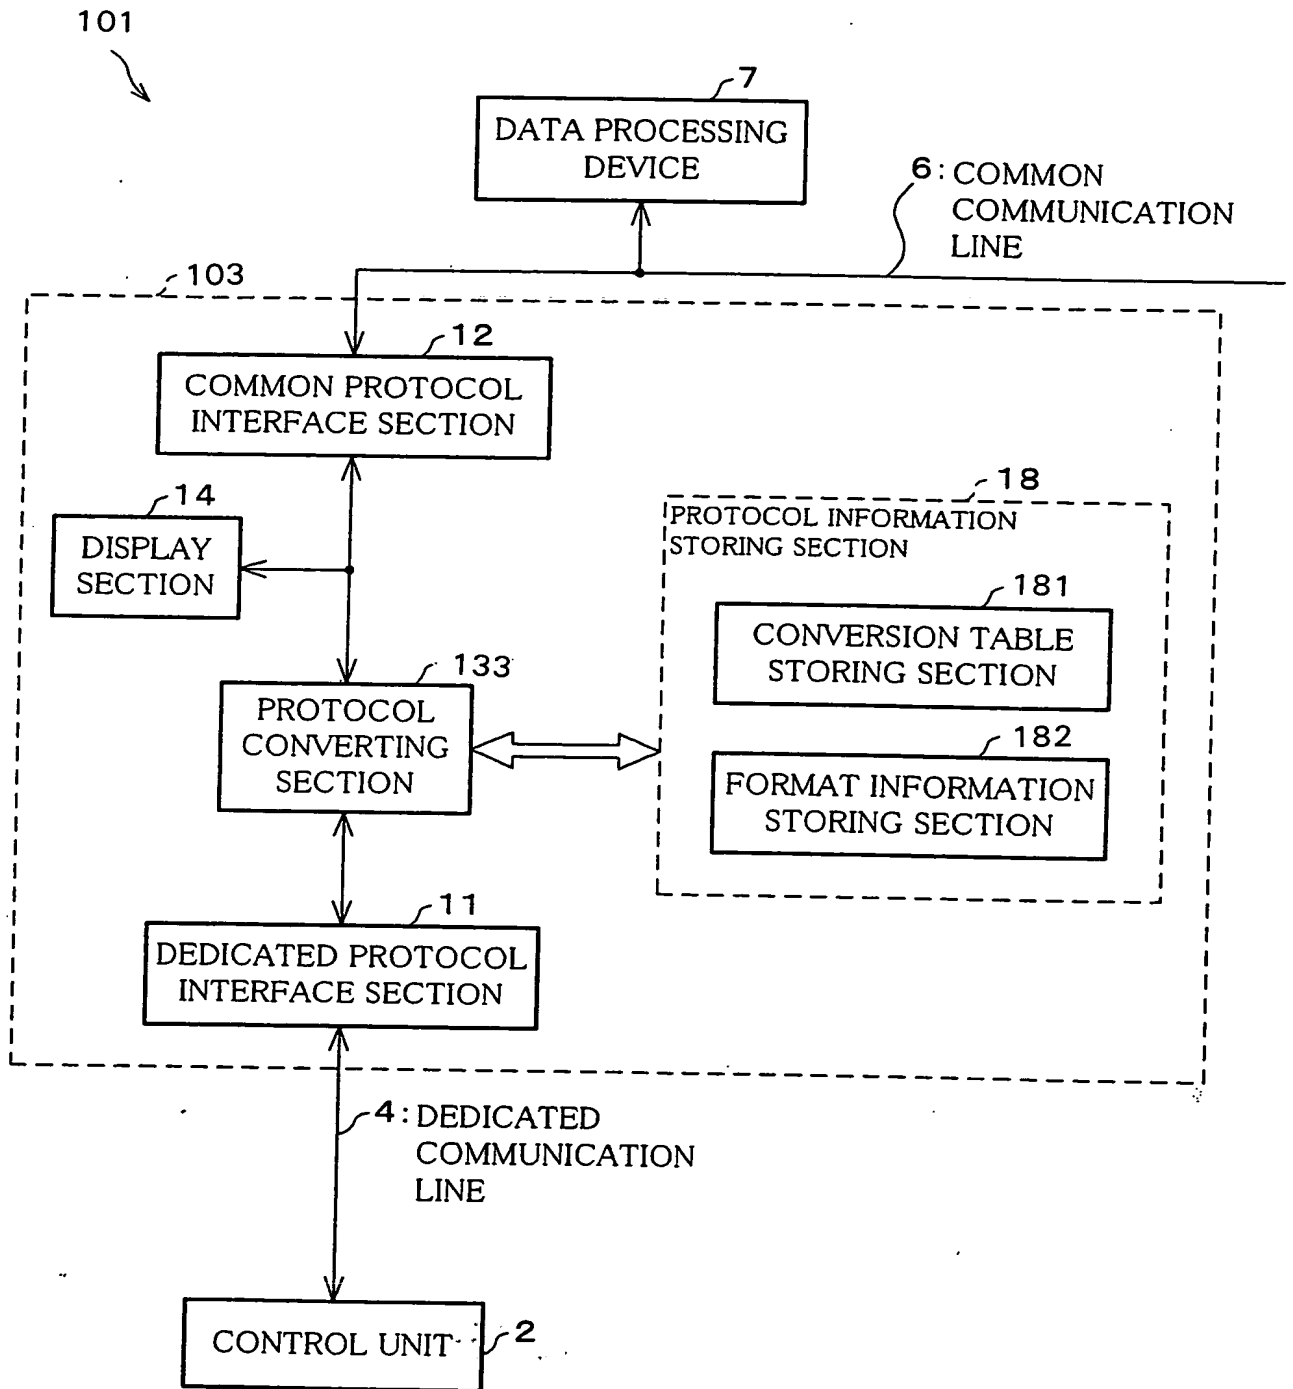 101
7
DATA PROCESSING
DEVICE
6: COMMON
COMMUNICATION
LINE
103
12
COMMON PROTOCOL
INTERFACE SECTION
14
DISPLAY
SECTION
18
PROTOCOL INFORMATION
STORING SECTION
181
CONVERSION TABLE
STORING SECTION
133
PROTOCOL
CONVERTING
SECTION
182
FORMAT INFORMATION
STORING SECTION
11
DEDICATED PROTOCOL
INTERFACE SECTION
4: DEDICATED
COMMUNICATION
LINE
CONTROL UNIT
2